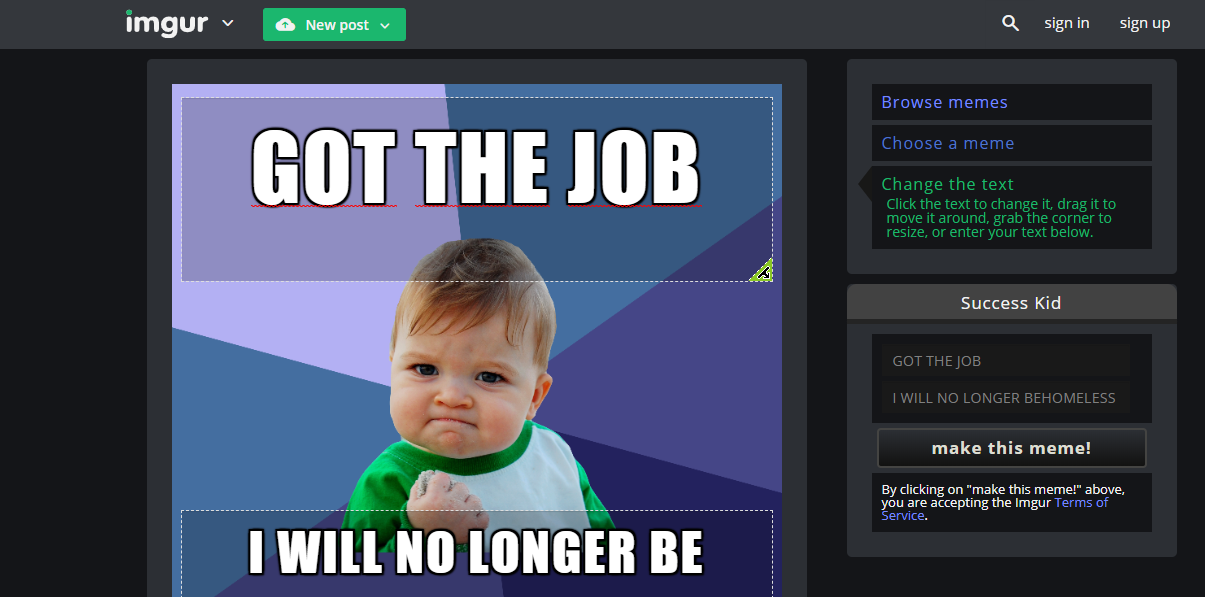 imgur
New post
sign in
sign up
GOT THE JOB
I WILL NO LONGER BE
Browse memes
Choose a meme
Change the text
Click the text to change it, drag it to
move it around, grab the corner to
resize, or enter your text below.
Success Kid
GOT THE JOB
I WILL NO LONGER BEHOMELESS
make this meme!
By clicking on "make this meme!" above,
you are accepting the Imgur Terms of
Service.